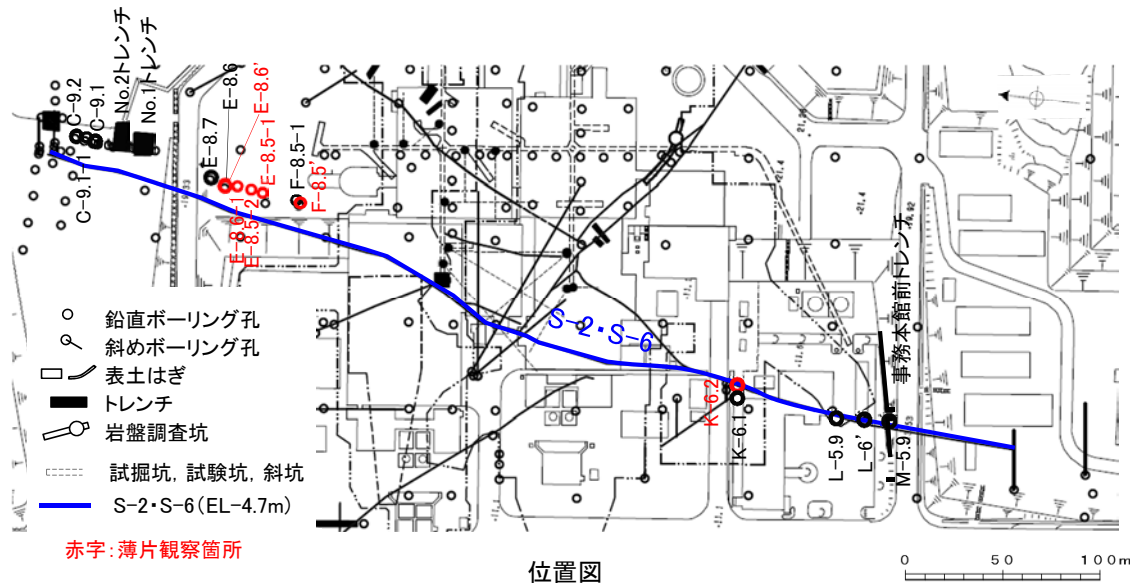 C-9.2
C-9.1
C-9.1-1
No.2トレンチ
No.1トレンチ
E-8.7
E-8.6
E-8.6'
E-8.5-1
E-8.6-1
E-8.5-2
F-8.5-1
F-8.5'
S-2・S-6
K-6.2
K-6.1
L-5.9
L-6'
M-5.9
事務本館前トレンチ
鉛直ボーリング孔
斜めボーリング孔
表土はぎ
トレンチ
岩盤調査坑
試掘坑, 試験坑, 斜坑
S-2・S-6(EL-4.7m)
赤字:薄片観察箇所
位置図
0 50 100m